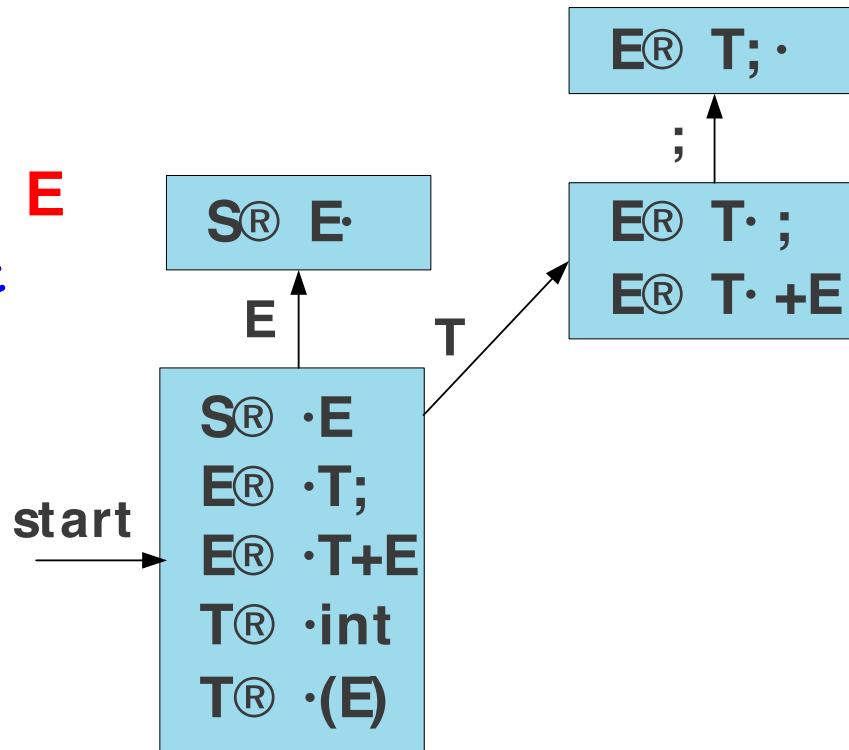 E® T; ·
;
E
S® E·
E® T· ;
E® T· +E
E
T
S® ·E
E® ·T;
start
E® ·T+E
T® ·int
T® ·(E)